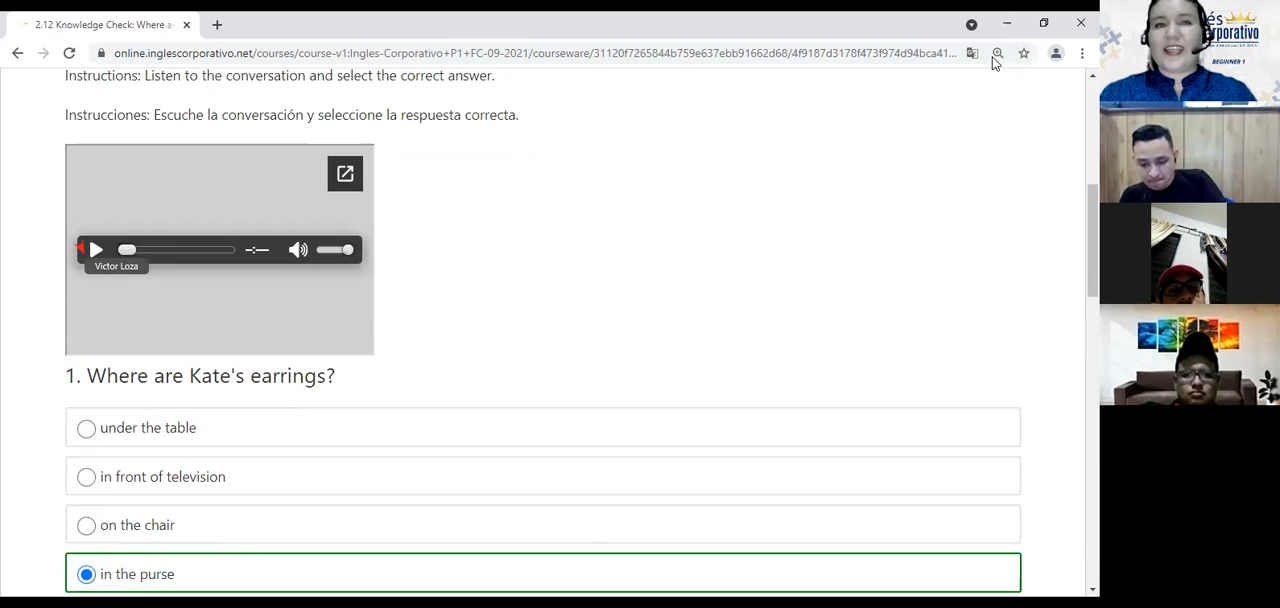 2.12 Knowledge Check: Where a
online.inglescorporativo.net/courses/course-v1:Ingles-Corporativo+P1+FC-09-2021/courseware/31120f7265844b759e637ebb91662d68/4f9187d3178f473f974d94bca41...
Instructions: Listen to the conversation and select the correct answer.
Instrucciones: Escuche la conversación y seleccione la respuesta correcta.
Victor Loza
1. Where are Kate's earrings?
under the table
in front of television
on the chair
in the purse
és
orporativo
BEGINNER 1